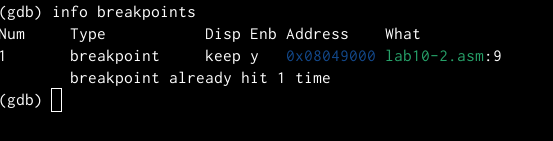 (gdb) info breakpoints
Num     Type           Disp Enb Address    What
1       breakpoint     keep y   0x08049000 lab10-2.asm:9
        breakpoint already hit 1 time
(gdb)